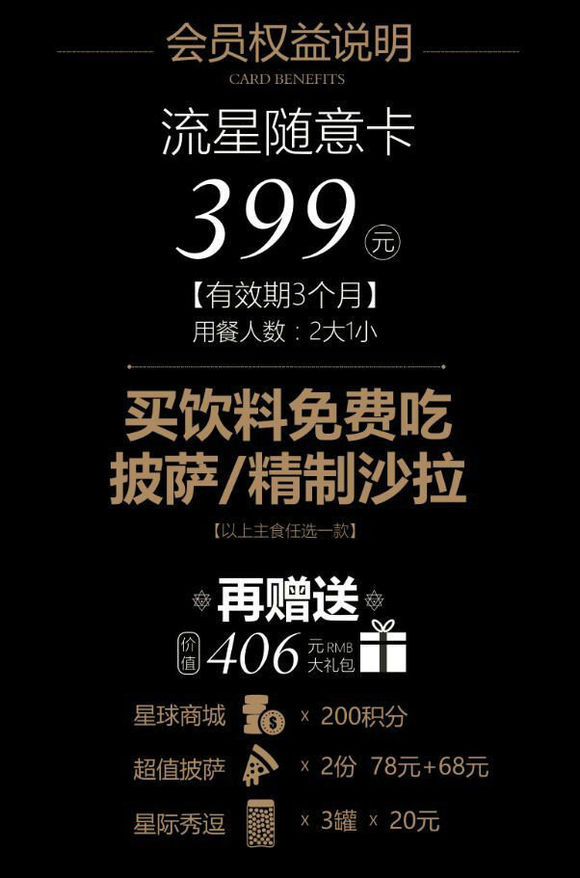 会员权益说明
CARD BENEFITS
流星随意卡
399元
【有效期3个月】
用餐人数：2大1小
买饮料免费吃
披萨/精制沙拉
【以上主食任选一款】
再赠送
价值 406 元 RMB 大礼包
星球商城 x 200积分
超值披萨 x 2份 78元+68元
星际秀逗 x 3罐 x 20元